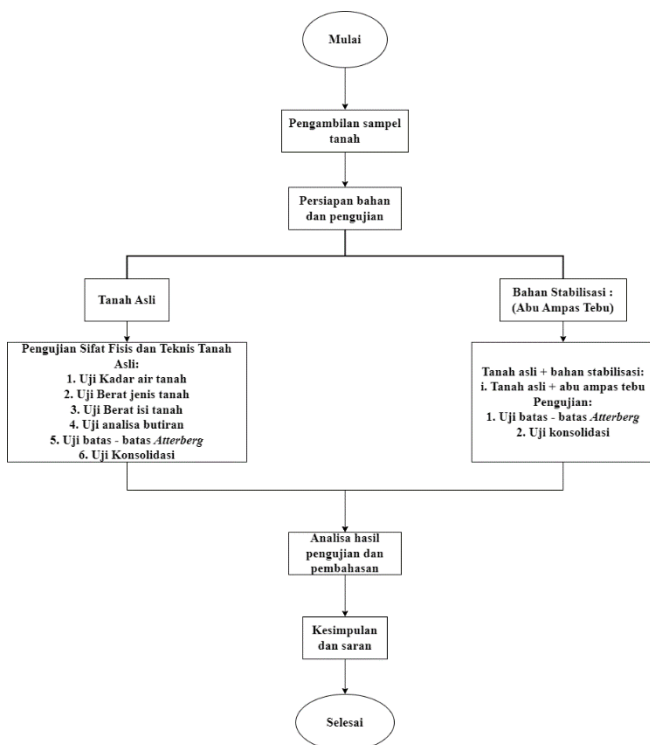 Mulai
Pengambilan sampel
tanah
Persiapan bahan
dan pengujian
Tanah Asli
Bahan Stabilisasi :
(Abu Ampas Tebu)
Pengujian Sifat Fisis dan Teknis Tanah
Asli:
1. Uji Kadar air tanah
2. Uji Berat jenis tanah
3. Uji Berat isi tanah
4. Uji analisa butiran
5. Uji batas - batas Atterberg
6. Uji Konsolidasi
Tanah asli + bahan stabilisasi:
i. Tanah asli + abu ampas tebu
Pengujian:
1. Uji batas - batas Atterberg
2. Uji konsolidasi
Analisa hasil
pengujian dan
pembahasan
Kesimpulan
dan saran
Selesai